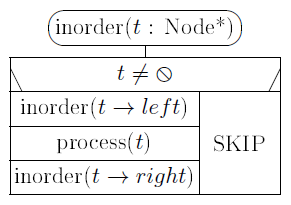 inorder(t : Node*)
t ≠ ⦸
inorder(t → left)
process(t)
SKIP
inorder(t → right)